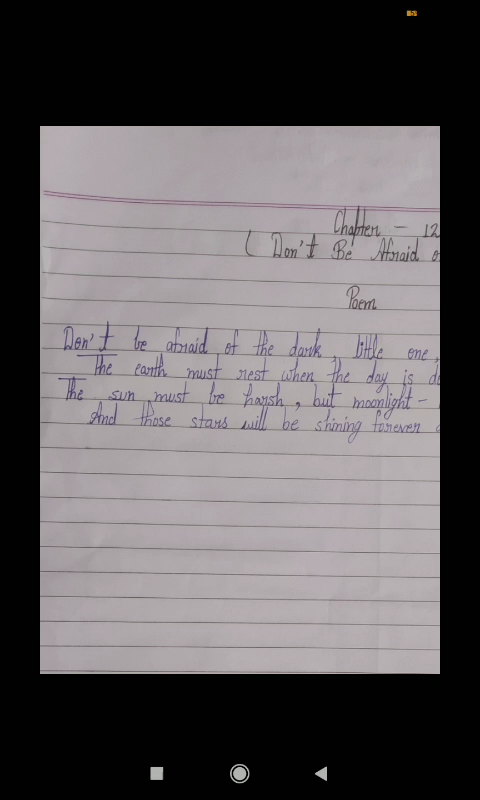 Chapter - 12
( Don't Be Afraid o
Poem
Don't be afraid of the dark, little one,
The earth must rest when the day is d
The sun must be harsh, but moonlight -
And those stars will be shining forever